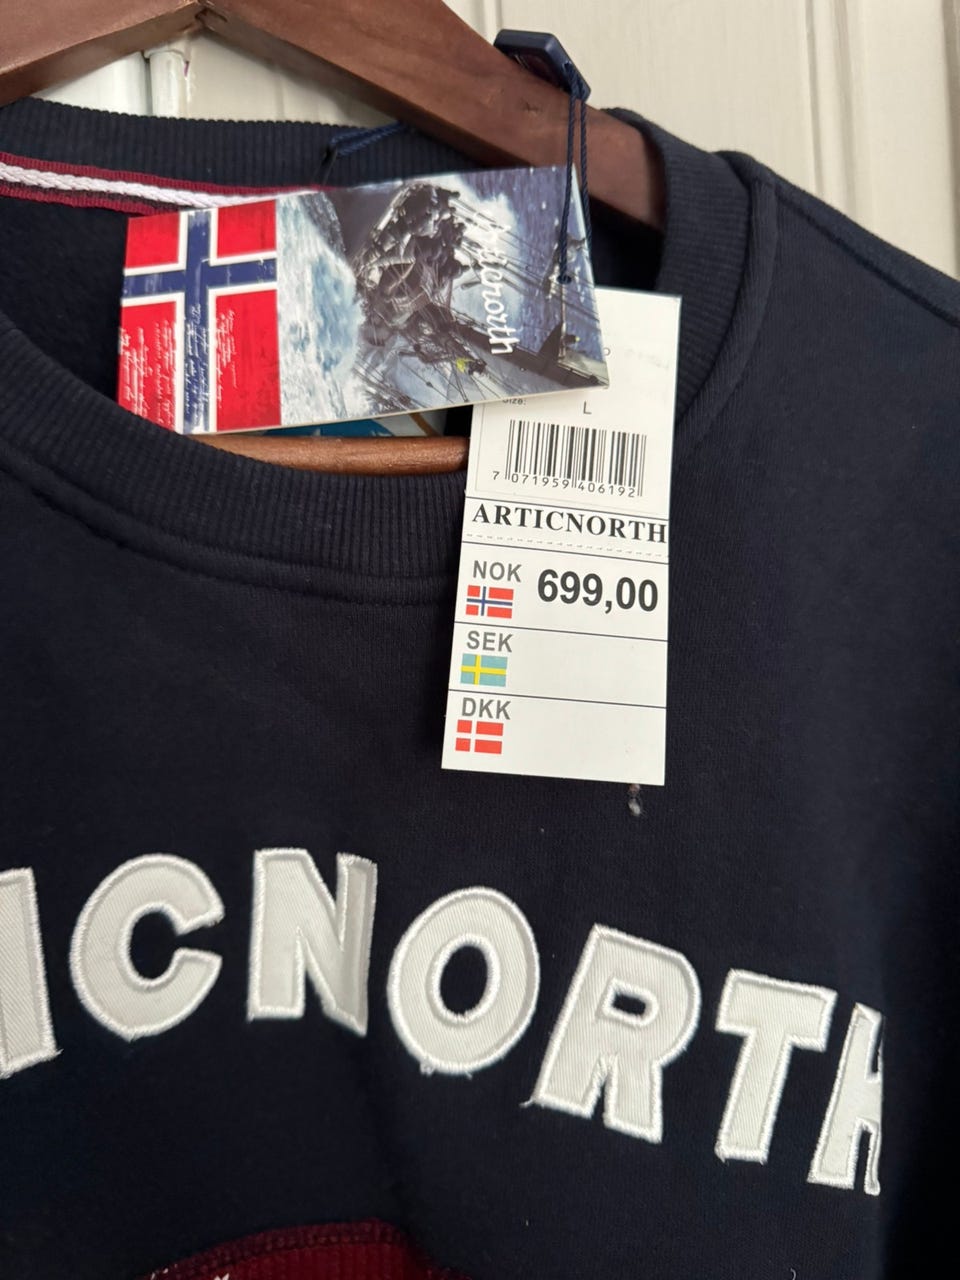 Articnorth
Size:
L
7 071959 406192
ARTICNORTH
NOK 699,00
SEK
DKK
ICNORTH